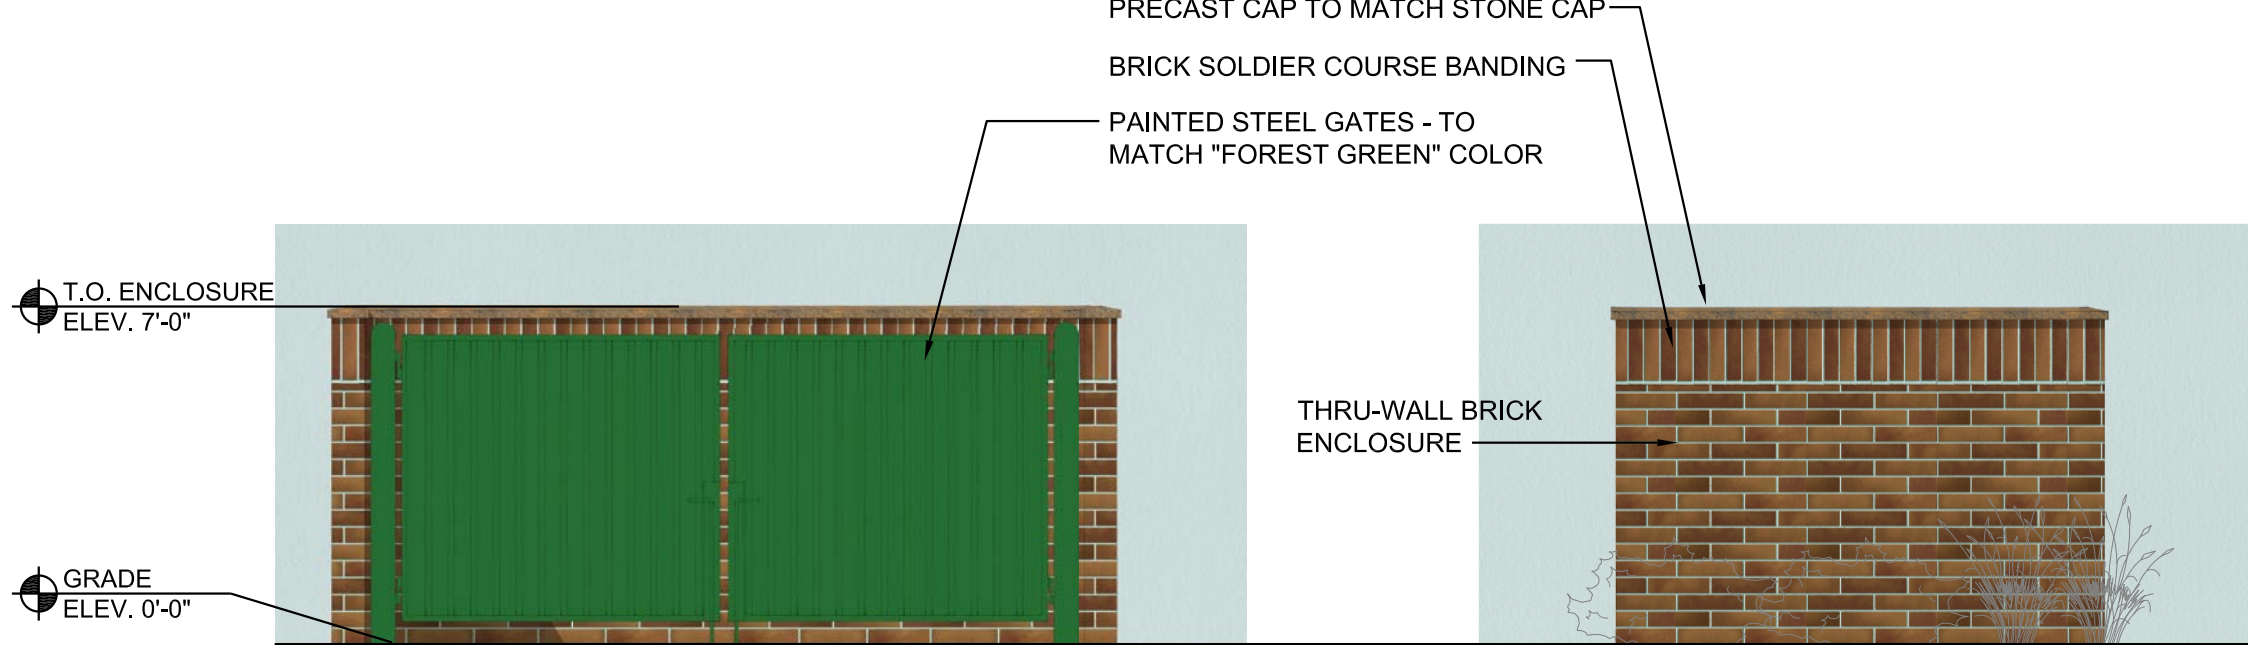 PRECAST CAP TO MATCH STONE CAP
BRICK SOLDIER COURSE BANDING
PAINTED STEEL GATES - TO
MATCH "FOREST GREEN" COLOR
T.O. ENCLOSURE
ELEV. 7'-0"
THRU-WALL BRICK
ENCLOSURE
GRADE
ELEV. 0'-0"